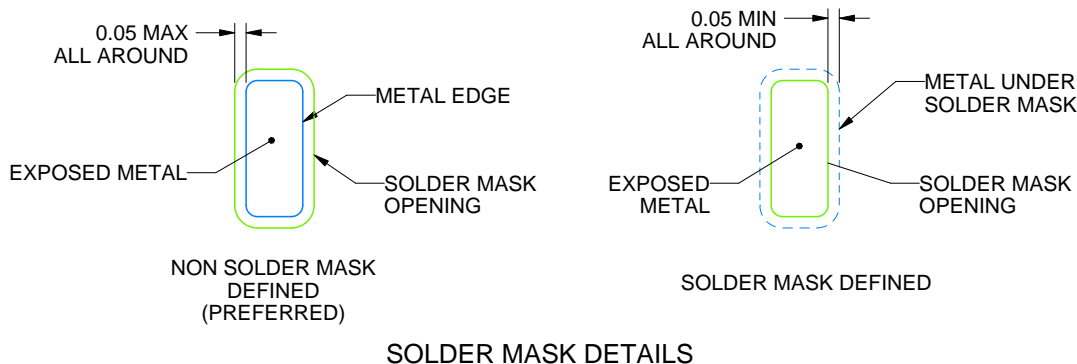 0.05 MAX
ALL AROUND
METAL EDGE
EXPOSED METAL
SOLDER MASK
OPENING
NON SOLDER MASK
DEFINED
(PREFERRED)
0.05 MIN
ALL AROUND
METAL UNDER
SOLDER MASK
EXPOSED
METAL
SOLDER MASK
OPENING
SOLDER MASK DEFINED
SOLDER MASK DETAILS